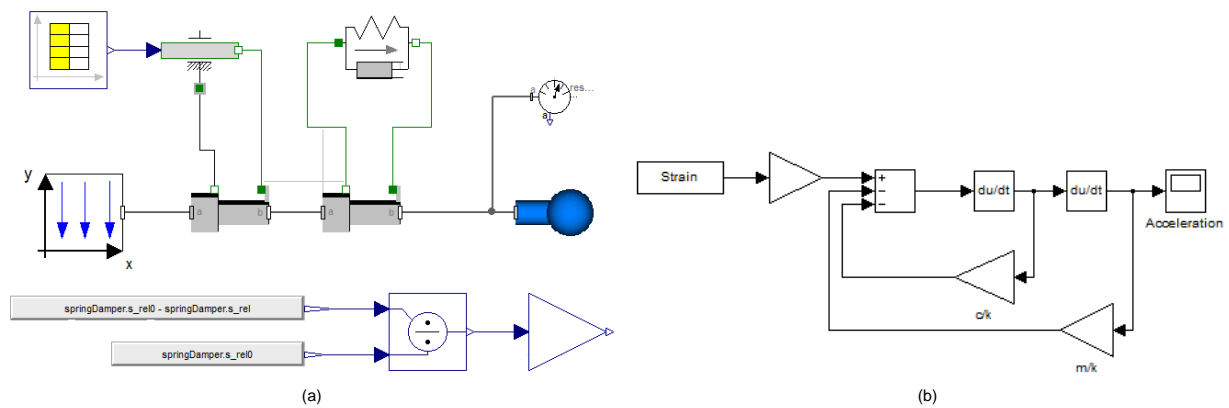 res...
a
a
y
a
b
a
b
x
springDamper.s_rel0 - springDamper.s_rel
springDamper.s_rel0
(a)
Strain
+
−
−
du/dt
du/dt
Acceleration
c/k
m/k
(b)